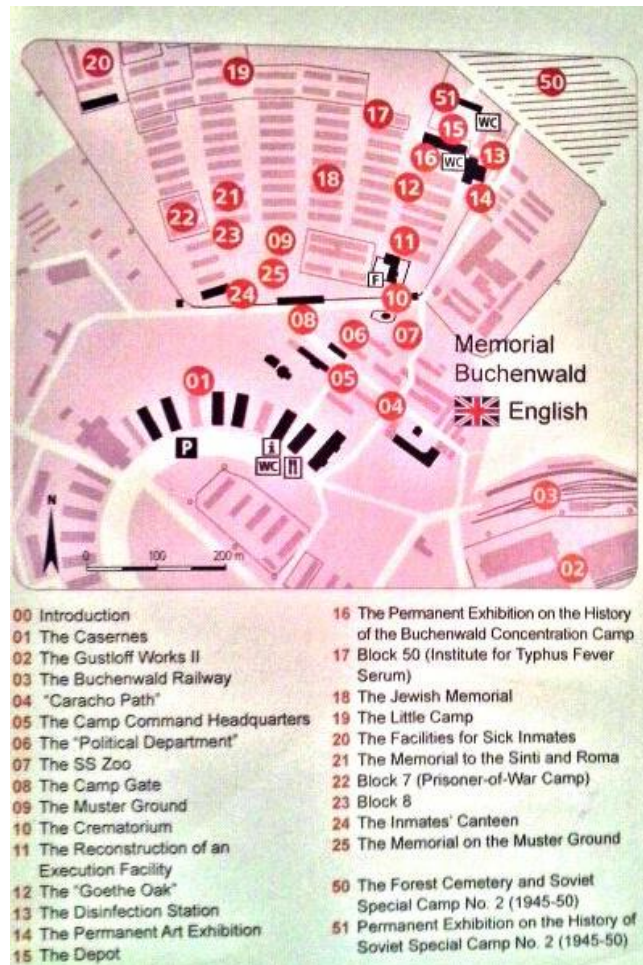 20
19
51
50
17
15
WC
16
WC
13
18
12
14
21
22
23
09
11
25
F
24
10
08
06
07
Memorial
Buchenwald
English
05
01
04
P
i
WC
03
N
0 100 200 m
02
00 Introduction
01 The Casernes
02 The Gustloff Works II
03 The Buchenwald Railway
04 "Caracho Path"
05 The Camp Command Headquarters
06 The "Political Department"
07 The SS Zoo
08 The Camp Gate
09 The Muster Ground
10 The Crematorium
11 The Reconstruction of an
Execution Facility
12 The "Goethe Oak"
13 The Disinfection Station
14 The Permanent Art Exhibition
15 The Depot
16 The Permanent Exhibition on the History
of the Buchenwald Concentration Camp
17 Block 50 (Institute for Typhus Fever
Serum)
18 The Jewish Memorial
19 The Little Camp
20 The Facilities for Sick Inmates
21 The Memorial to the Sinti and Roma
22 Block 7 (Prisoner-of-War Camp)
23 Block 8
24 The Inmates' Canteen
25 The Memorial on the Muster Ground
50 The Forest Cemetery and Soviet
Special Camp No. 2 (1945-50)
51 Permanent Exhibition on the History of
Soviet Special Camp No. 2 (1945-50)